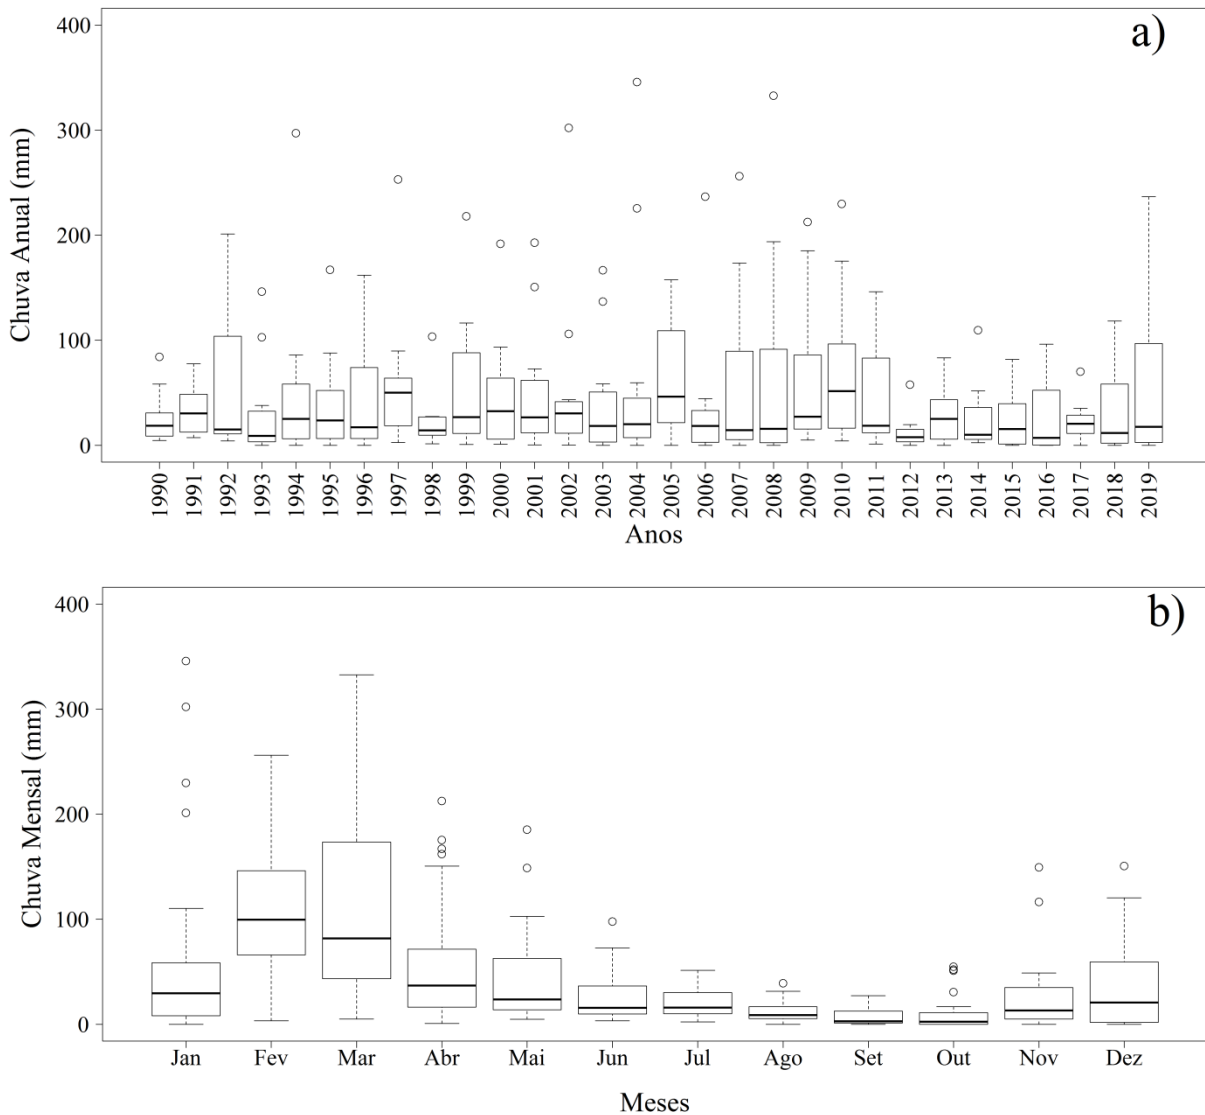 a)
Chuva Anual (mm)
400
300
200
100
0
1990 1991 1992 1993 1994 1995 1996 1997 1998 1999 2000 2001 2002 2003 2004 2005 2006 2007 2008 2009 2010 2011 2012 2013 2014 2015 2016 2017 2018 2019
Anos
b)
Chuva Mensal (mm)
400
300
200
100
0
Jan Fev Mar Abr Mai Jun Jul Ago Set Out Nov Dez
Meses